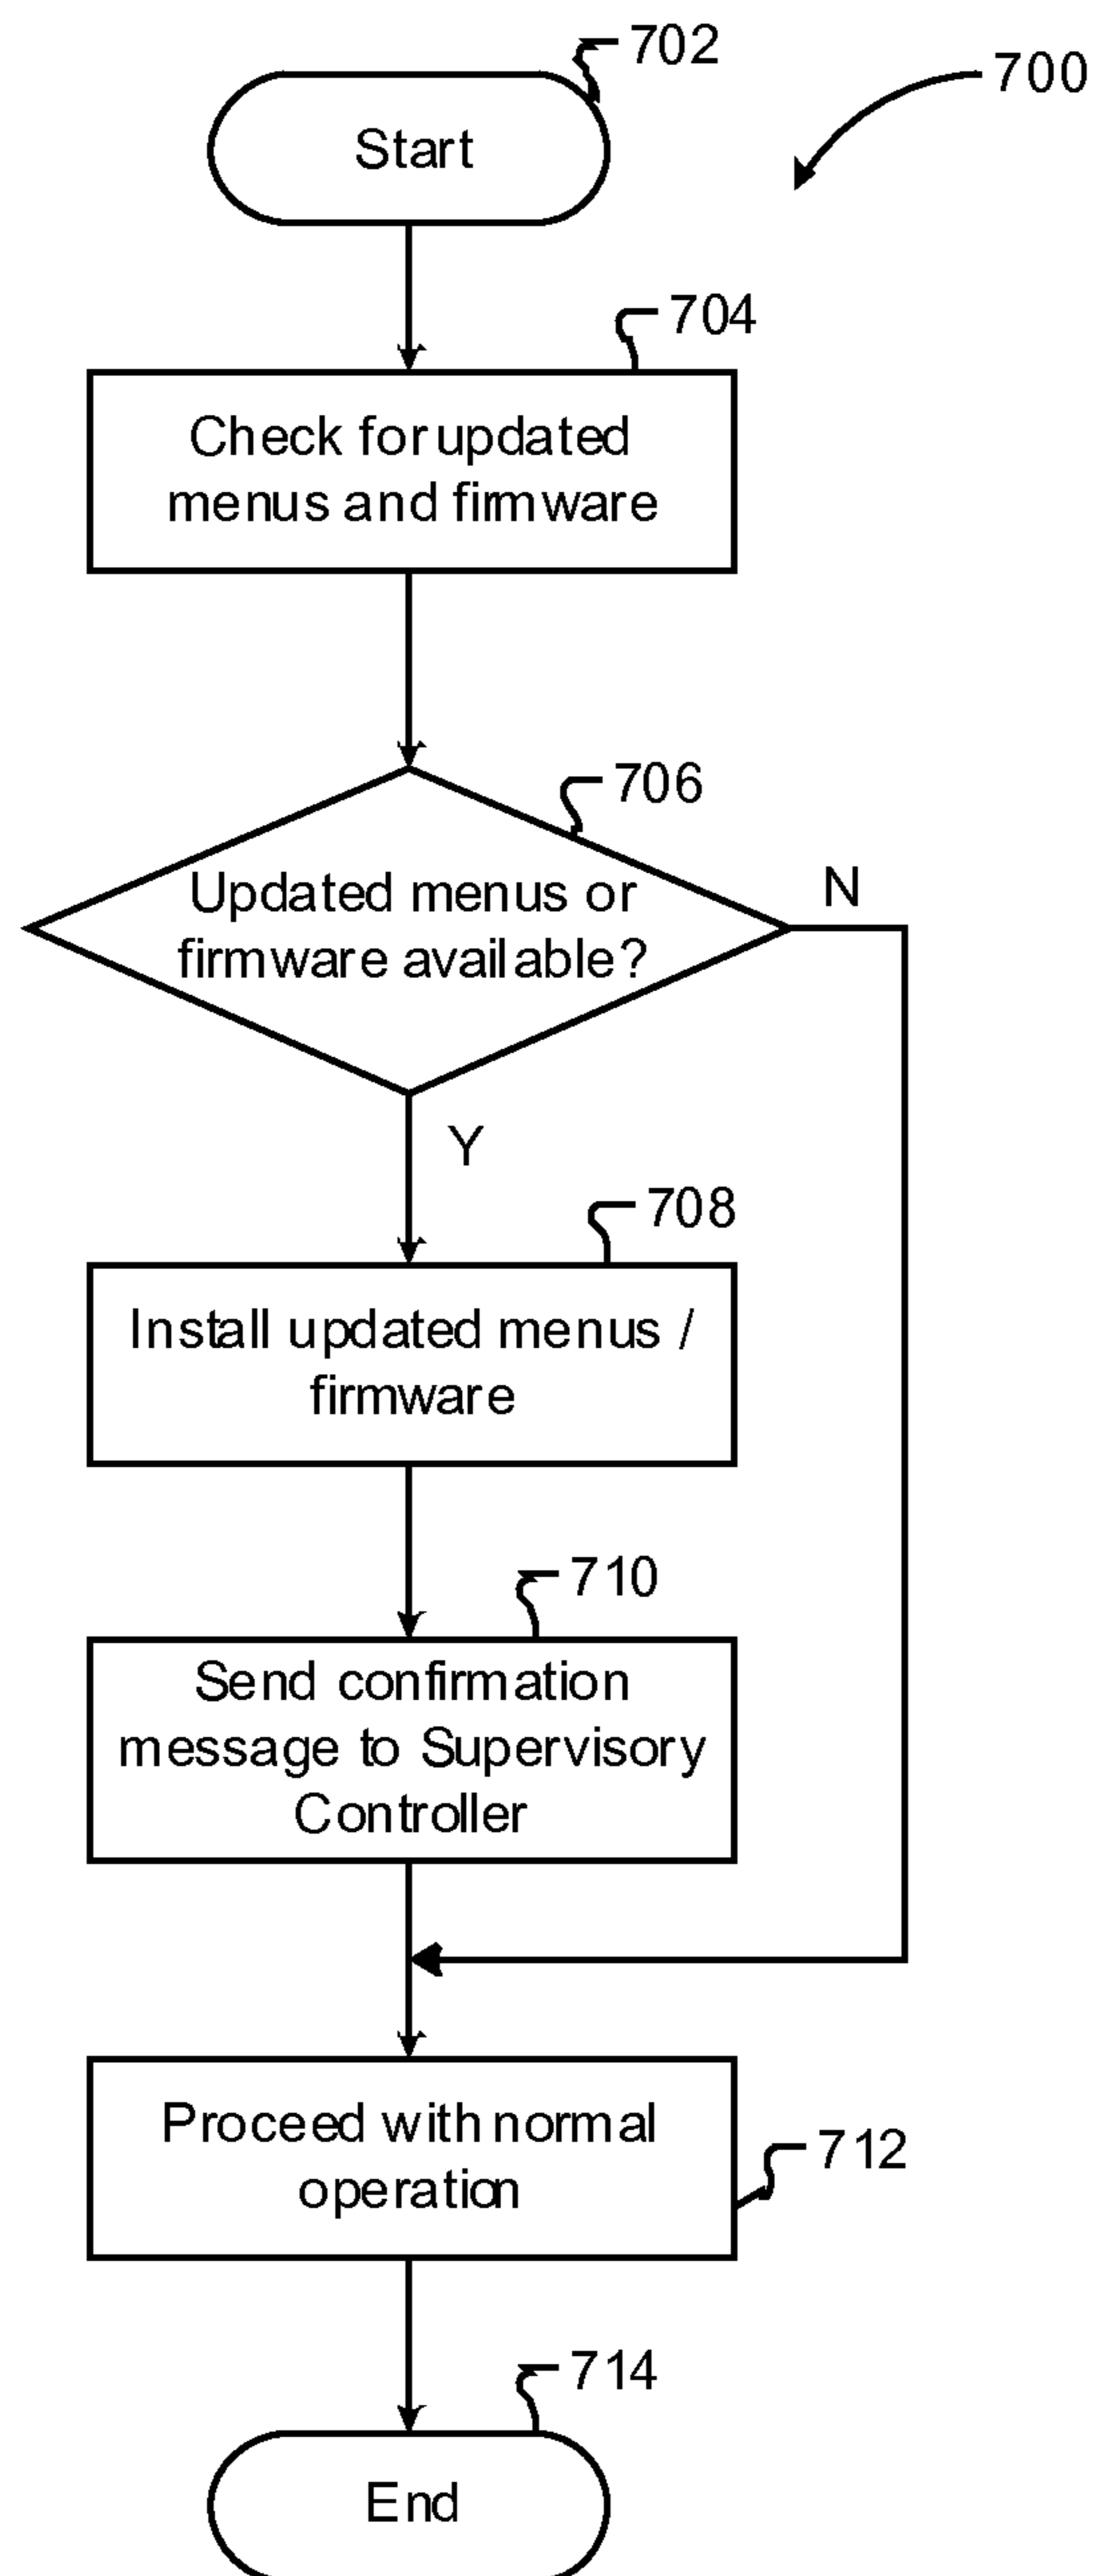 702
700
Start
704
Check for updated
menus and firmware
706
Updated menus or
firmware available?
N
Y
708
Install updated menus /
firmware
710
Send confirmation
message to Supervisory
Controller
Proceed with normal
operation
712
714
End